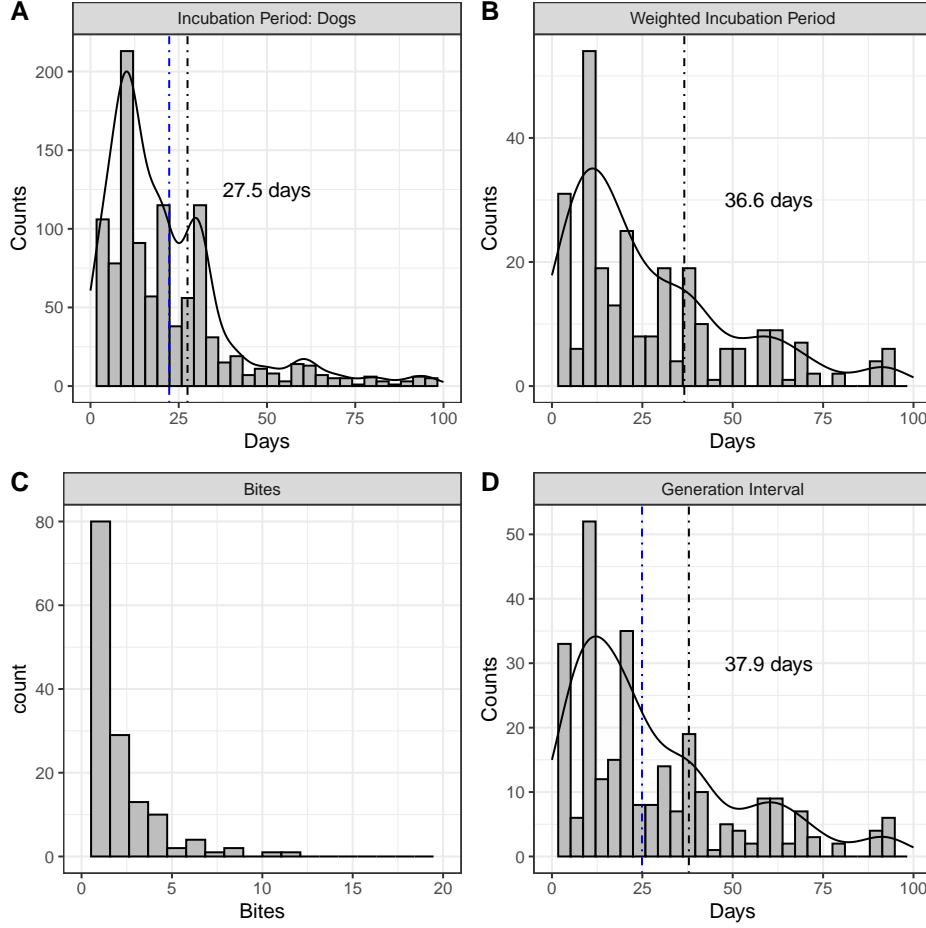 A
Incubation Period: Dogs
Counts
200
150
100
50
0
27.5 days
0 25 50 75 100
Days
B
Weighted Incubation Period
Counts
40
20
0
36.6 days
0 25 50 75 100
Days
C
Bites
count
80
60
40
20
0
0 5 10 15 20
Bites
D
Generation Interval
Counts
50
40
30
20
10
0
37.9 days
0 25 50 75 100
Days